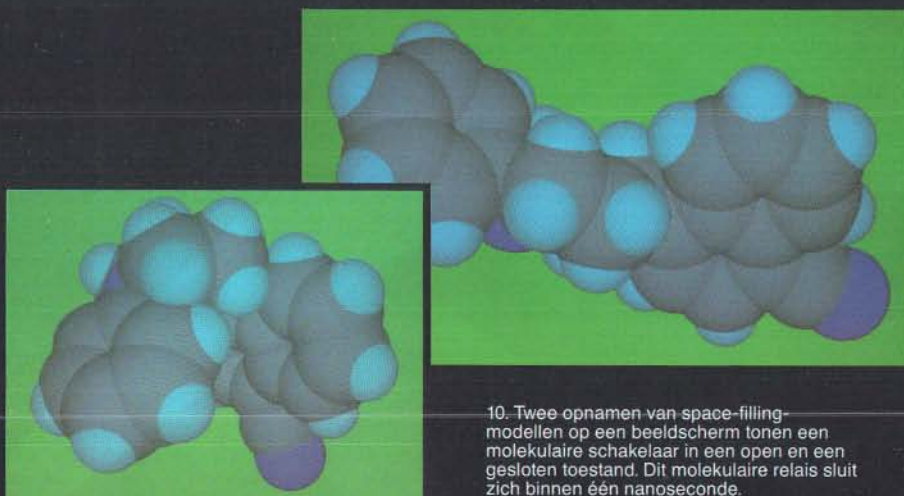 10. Twee opnamen van space-filling-
modellen op een beeldscherm tonen een
molekulaire schakelaar in een open en een
gesloten toestand. Dit molekulaire relais sluit
zich binnen één nanoseconde.